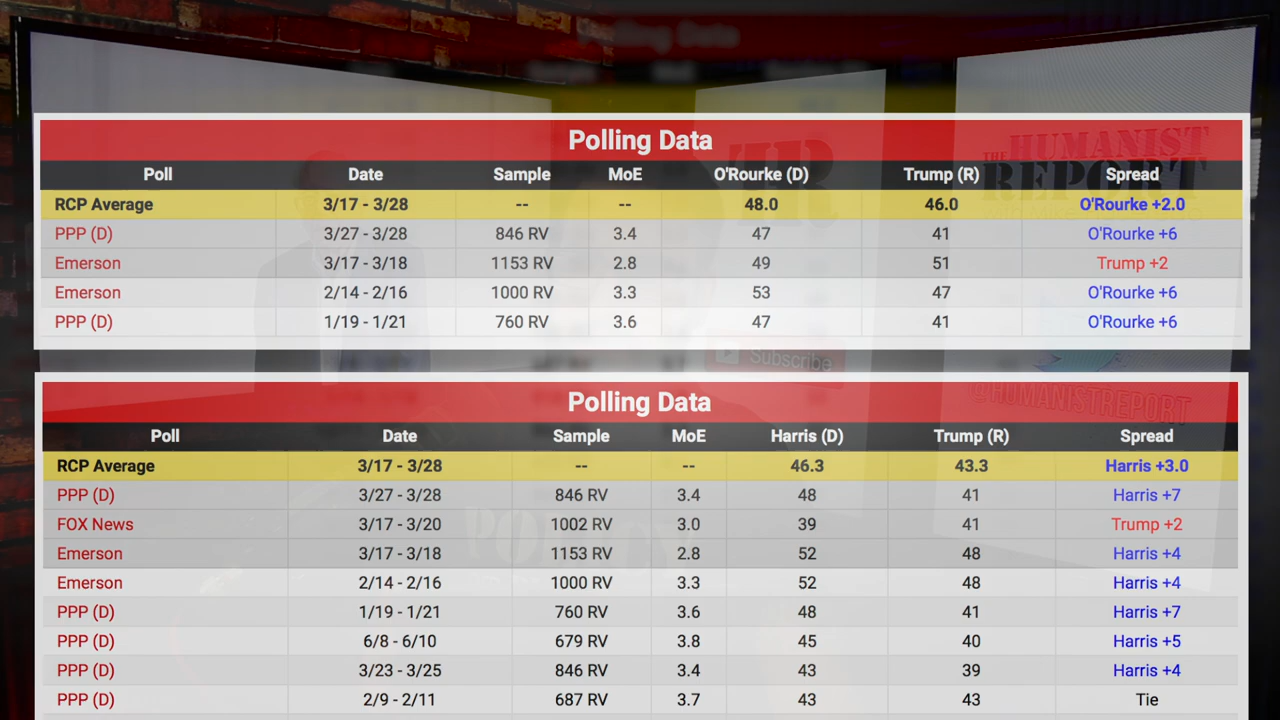 Polling Data
THE HUMANIST
REPORT
Poll Date Sample MoE O'Rourke (D) Trump (R) Spread
RCP Average 3/17 - 3/28 -- -- 48.0 46.0 O'Rourke +2.0
PPP (D) 3/27 - 3/28 846 RV 3.4 47 41 O'Rourke +6
Emerson 3/17 - 3/18 1153 RV 2.8 49 51 Trump +2
Emerson 2/14 - 2/16 1000 RV 3.3 53 47 O'Rourke +6
PPP (D) 1/19 - 1/21 760 RV 3.6 47 41 O'Rourke +6
Subscribe
Polling Data
@HUMANISTREPORT
Poll Date Sample MoE Harris (D) Trump (R) Spread
RCP Average 3/17 - 3/28 -- -- 46.3 43.3 Harris +3.0
PPP (D) 3/27 - 3/28 846 RV 3.4 48 41 Harris +7
FOX News 3/17 - 3/20 1002 RV 3.0 39 41 Trump +2
Emerson 3/17 - 3/18 1153 RV 2.8 52 48 Harris +4
Emerson 2/14 - 2/16 1000 RV 3.3 52 48 Harris +4
PPP (D) 1/19 - 1/21 760 RV 3.6 48 41 Harris +7
PPP (D) 6/8 - 6/10 679 RV 3.8 45 40 Harris +5
PPP (D) 3/23 - 3/25 846 RV 3.4 43 39 Harris +4
PPP (D) 2/9 - 2/11 687 RV 3.7 43 43 Tie